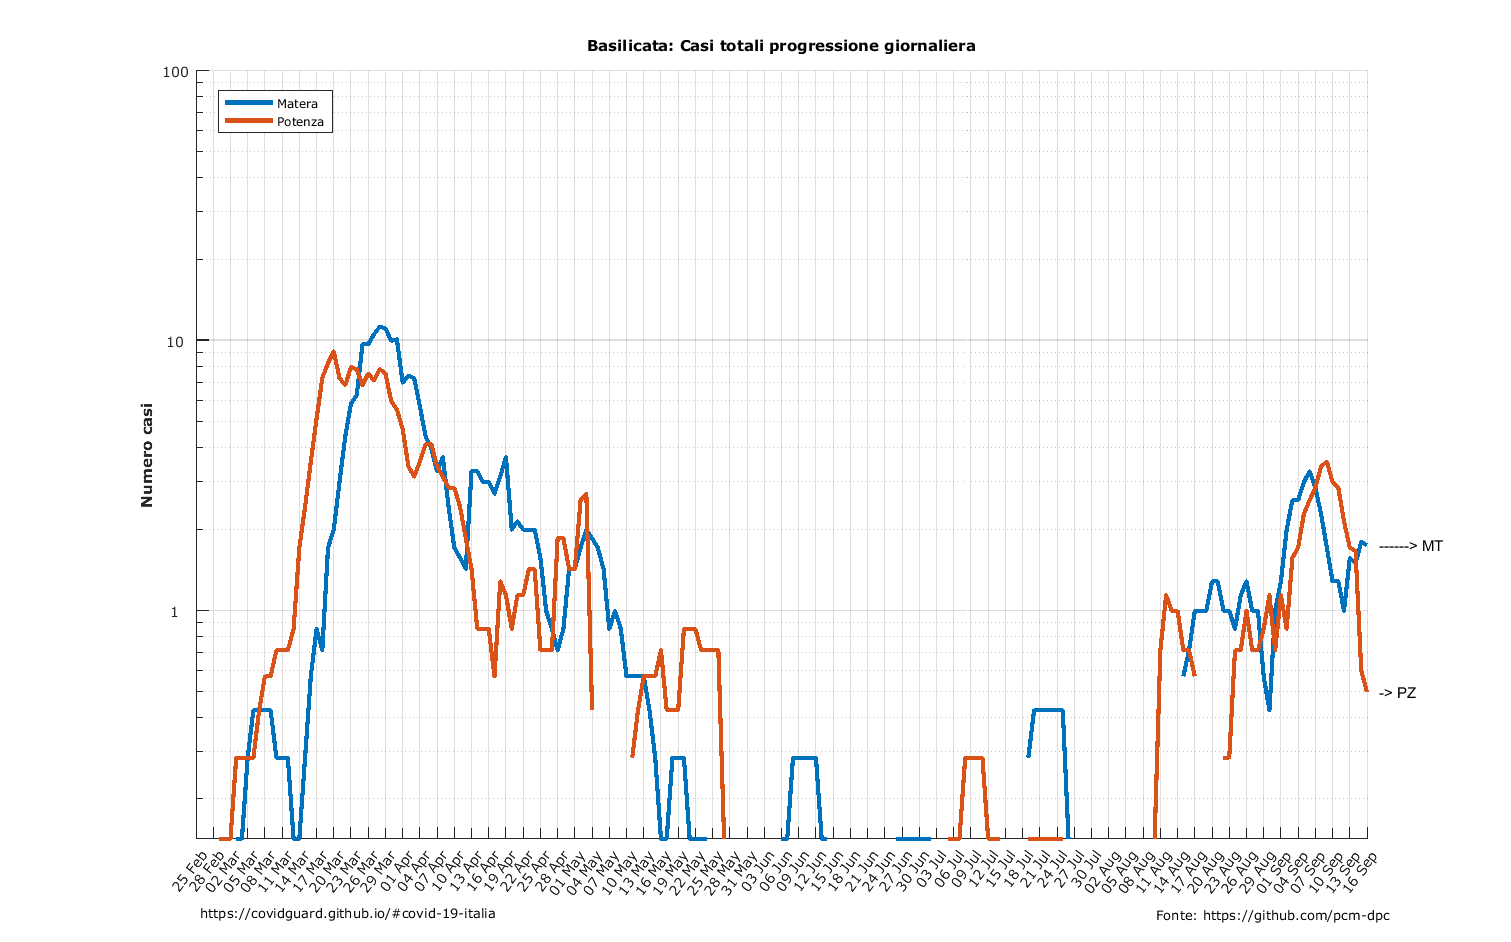 Basilicata: Casi totali progressione giornaliera
100
10
1
Numero casi
Matera
Potenza
------> MT
-> PZ
25 Feb
28 Feb
02 Mar
05 Mar
08 Mar
11 Mar
14 Mar
17 Mar
20 Mar
23 Mar
26 Mar
29 Mar
01 Apr
04 Apr
07 Apr
10 Apr
13 Apr
16 Apr
19 Apr
22 Apr
25 Apr
28 Apr
01 May
04 May
07 May
10 May
13 May
16 May
19 May
22 May
25 May
28 May
31 May
03 Jun
06 Jun
09 Jun
12 Jun
15 Jun
18 Jun
21 Jun
24 Jun
27 Jun
30 Jun
03 Jul
06 Jul
09 Jul
12 Jul
15 Jul
18 Jul
21 Jul
24 Jul
27 Jul
30 Jul
02 Aug
05 Aug
08 Aug
11 Aug
14 Aug
17 Aug
20 Aug
23 Aug
26 Aug
29 Aug
01 Sep
04 Sep
07 Sep
10 Sep
13 Sep
16 Sep
https://covidguard.github.io/#covid-19-italia
Fonte: https://github.com/pcm-dpc